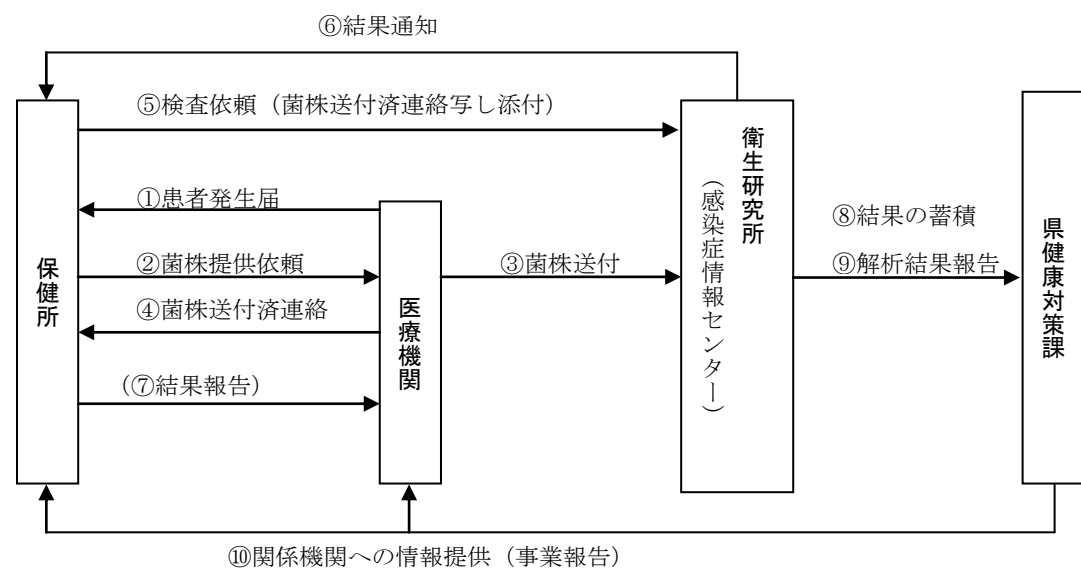 ⑥結果通知
⑤検査依頼（菌株送付済連絡写し添付）
①患者発生届
②菌株提供依頼
③菌株送付
④菌株送付済連絡
（⑦結果報告）
⑧結果の蓄積
⑨解析結果報告
保健所
医療機関
衛生研究所
（感染症情報センター）
県健康対策課
⑩関係機関への情報提供（事業報告）